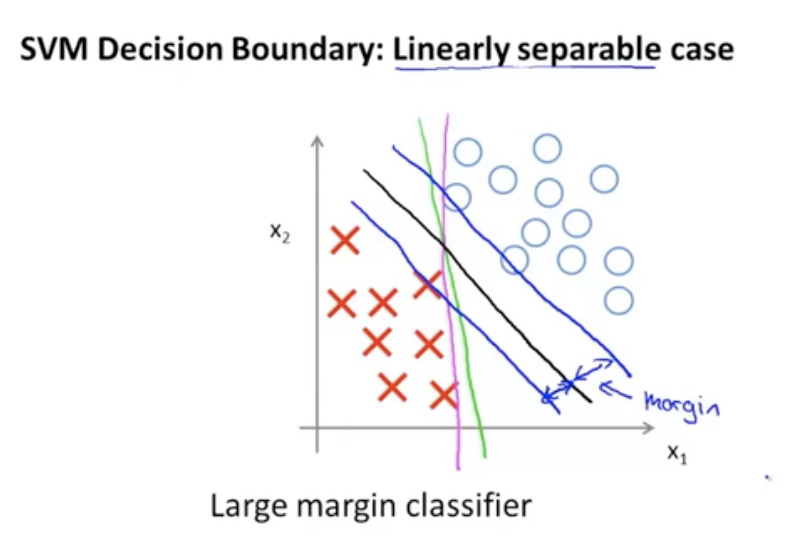 SVM Decision Boundary: Linearly separable case
x₂
margin
x₁
Large margin classifier